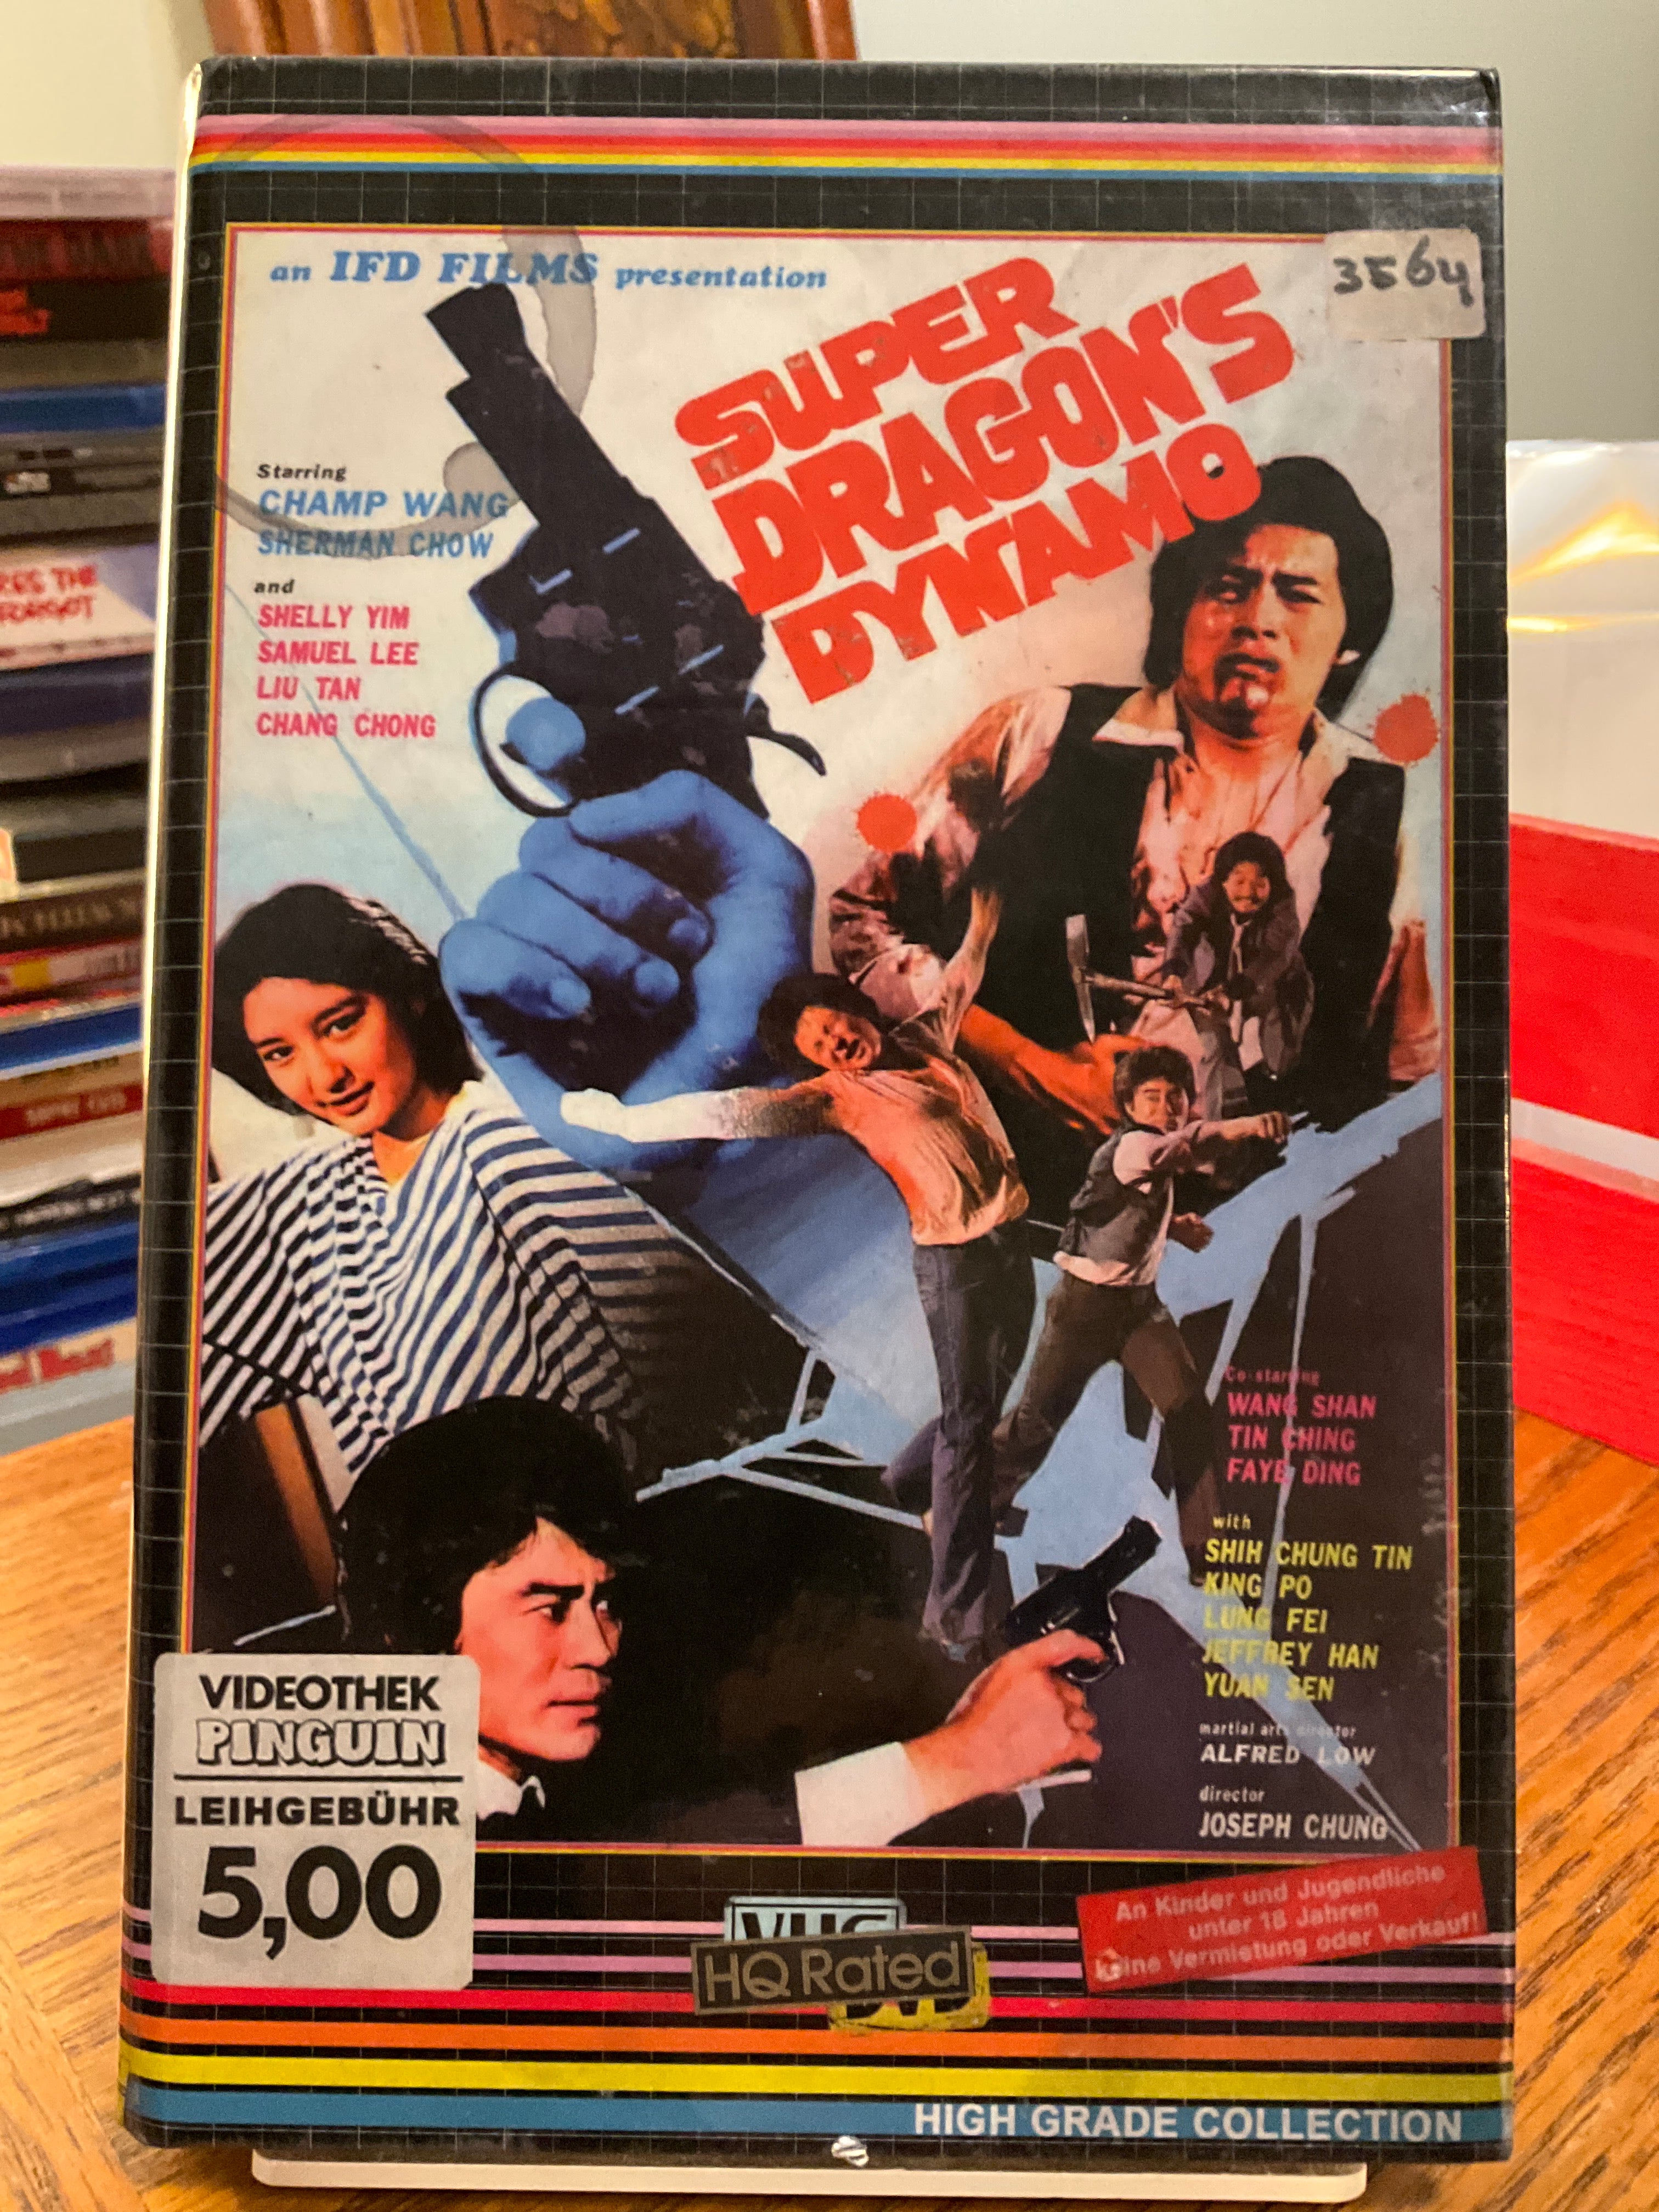 an IFD FILMS presentation
3564
SUPER
DRAGON'S
DYNAMO
Starring
CHAMP WANG
SHERMAN CHOW
and
SHELLY YIM
SAMUEL LEE
LIU TAN
CHANG CHONG
Co-starring
WANG SHAN
TIN CHING
FAYE DING
with
SHIH CHUNG TIN
KING PO
LUNG FEI
JEFFREY HAN
YUAN SEN
martial arts director
ALFRED LOW
director
JOSEPH CHUNG
VIDEOTHEK
PINGUIN
LEIHGEBÜHR
5,00
VHS
HQ Rated
DVD
An Kinder und Jugendliche
unter 18 Jahren
keine Vermietung oder Verkauf!
HIGH GRADE COLLECTION